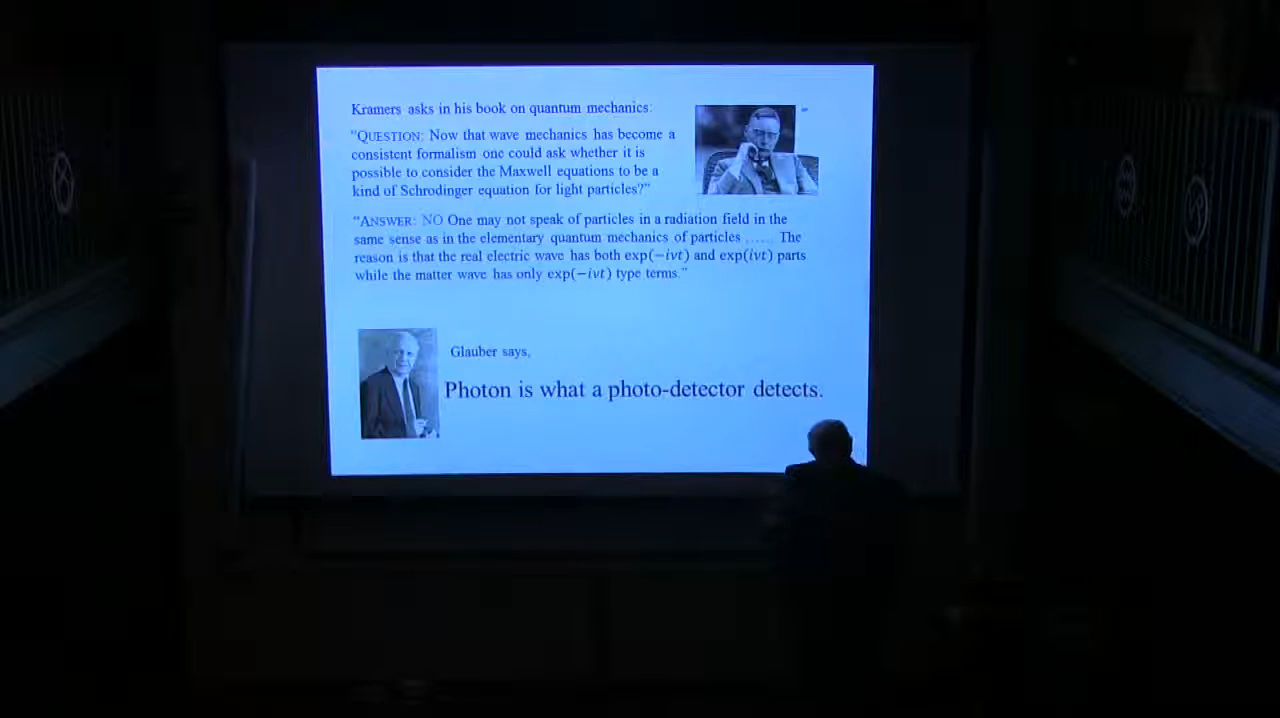 Kramers asks in his book on quantum mechanics:
"QUESTION: Now that wave mechanics has become a
consistent formalism one could ask whether it is
possible to consider the Maxwell equations to be a
kind of Schrodinger equation for light particles?"
"ANSWER: NO One may not speak of particles in a radiation field in the
same sense as in the elementary quantum mechanics of particles ...... The
reason is that the real electric wave has both exp(−ivt) and exp(ivt) parts
while the matter wave has only exp(−ivt) type terms."
Glauber says,
Photon is what a photo-detector detects.